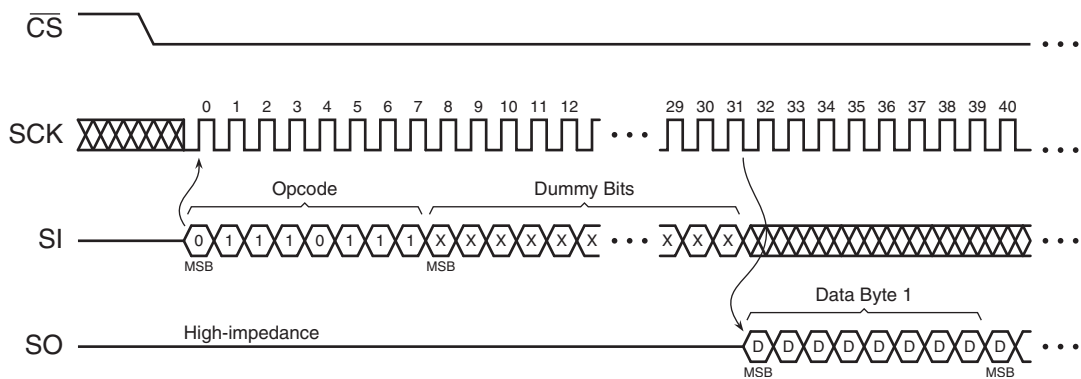 CS
0 1 2 3 4 5 6 7 8 9 10 11 12 29 30 31 32 33 34 35 36 37 38 39 40
SCK
Opcode Dummy Bits
SI 0 1 1 1 0 1 1 1 X X X X X X X X X
MSB MSB
Data Byte 1
High-impedance
SO D D D D D D D D D
MSB MSB